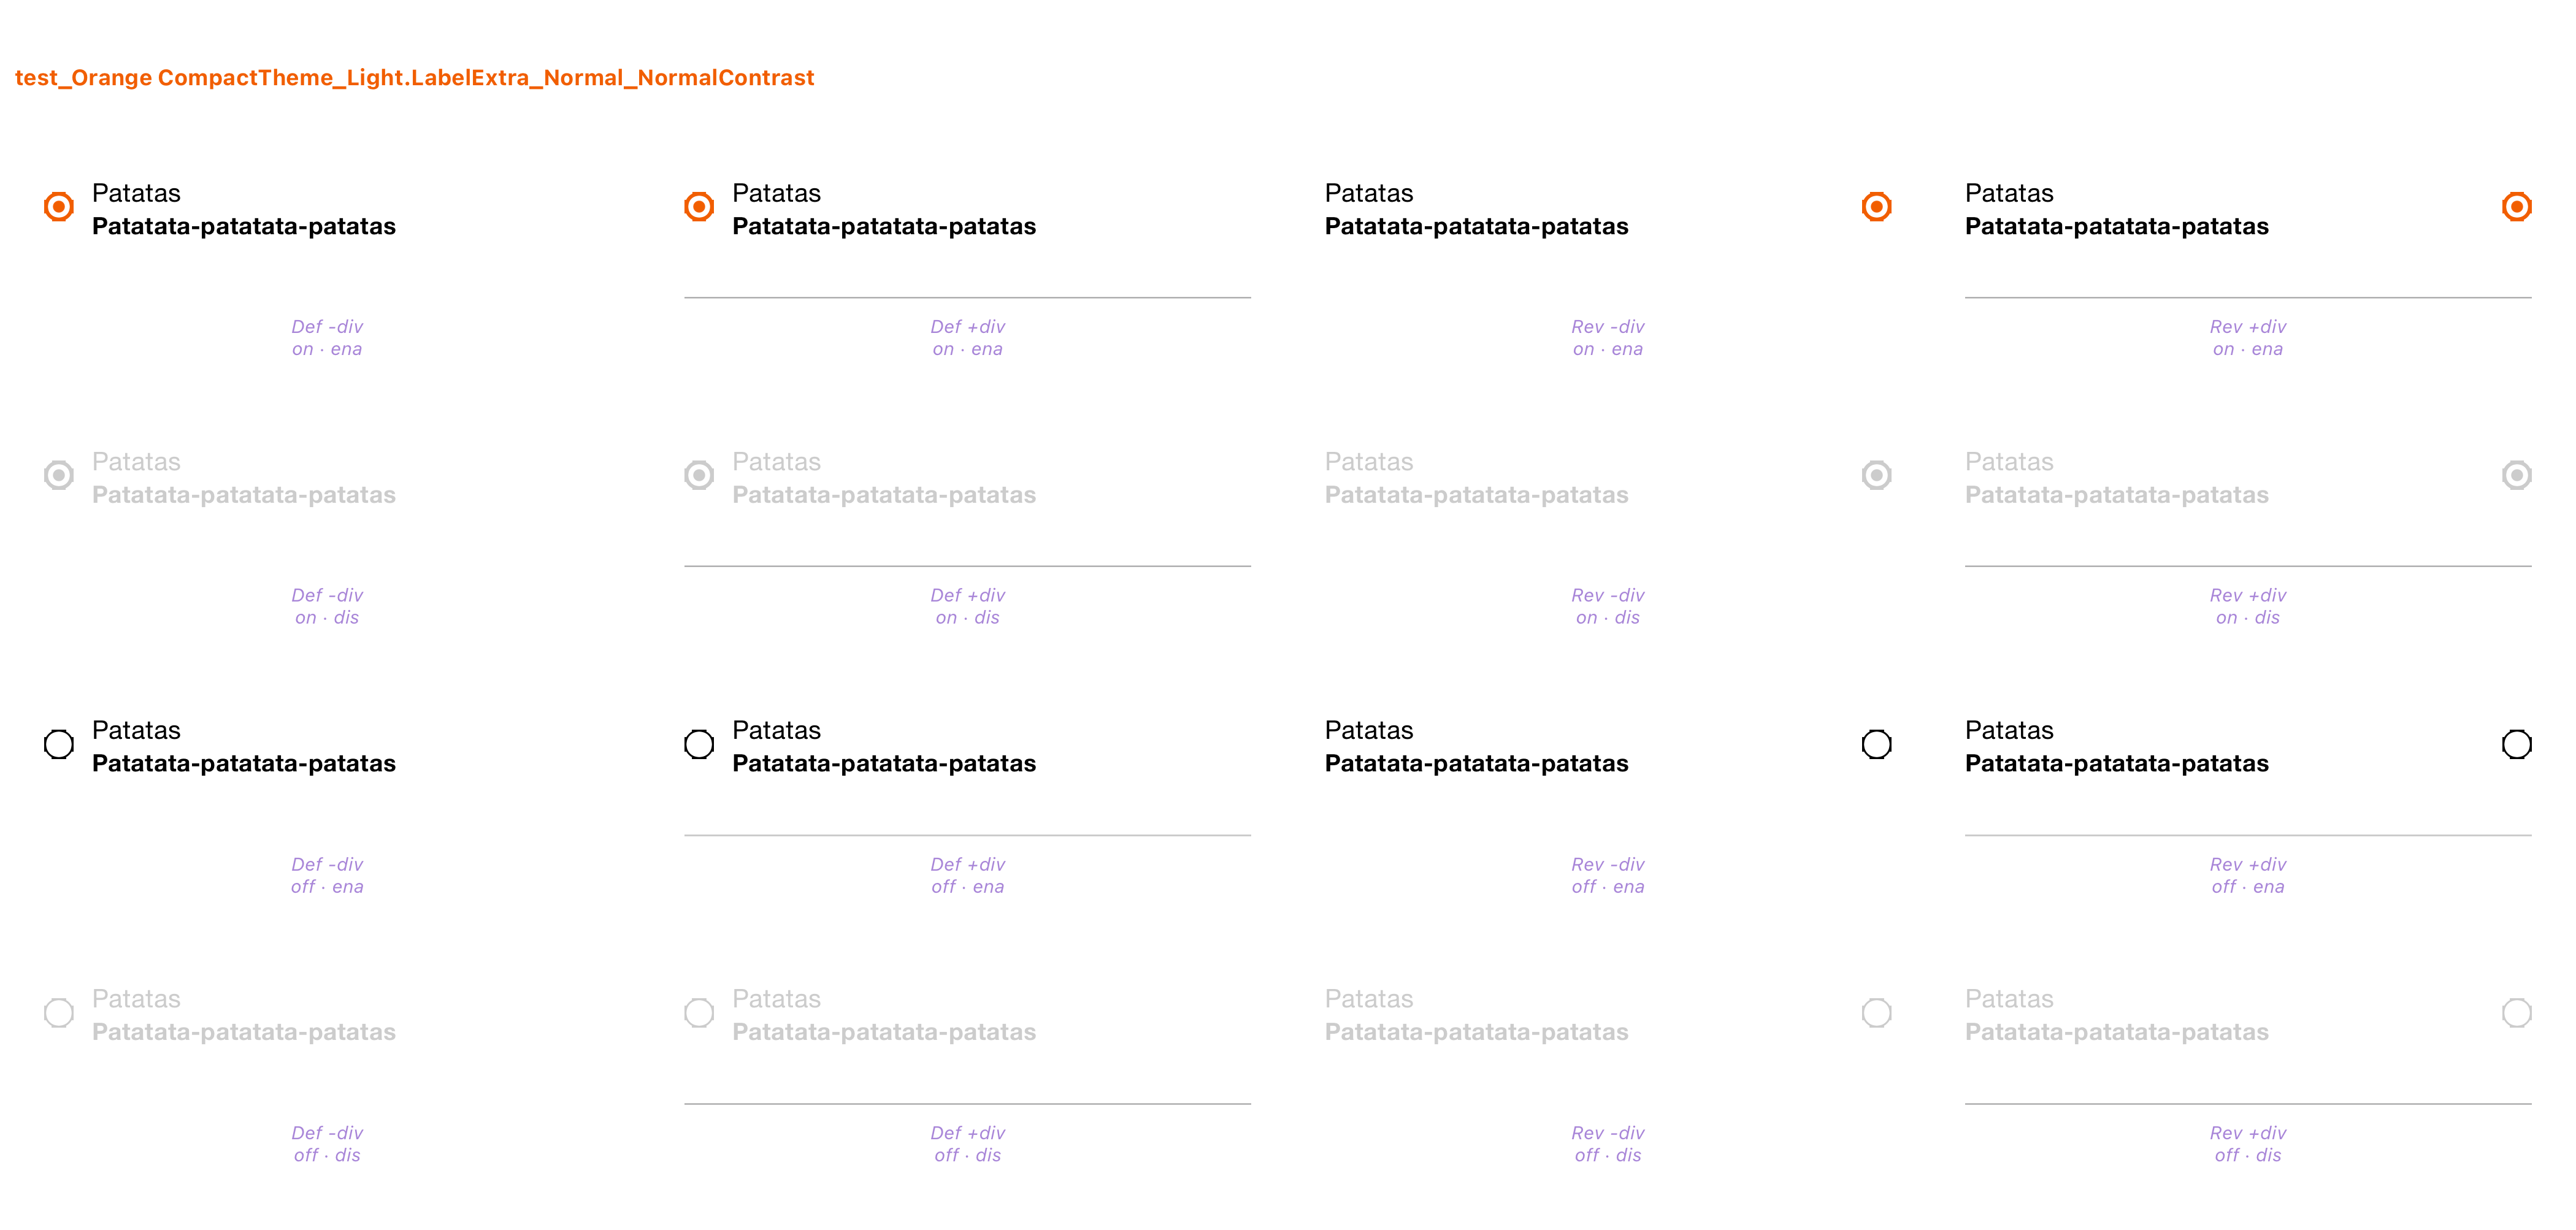 test_Orange CompactTheme_Light.LabelExtra_Normal_NormalContrast
Patatas
Patatata-patatata-patatas
Def -div
on · ena
Patatas
Patatata-patatata-patatas
Def +div
on · ena
Patatas
Patatata-patatata-patatas
Rev -div
on · ena
Patatas
Patatata-patatata-patatas
Rev +div
on · ena
Patatas
Patatata-patatata-patatas
Def -div
on · dis
Patatas
Patatata-patatata-patatas
Def +div
on · dis
Patatas
Patatata-patatata-patatas
Rev -div
on · dis
Patatas
Patatata-patatata-patatas
Rev +div
on · dis
Patatas
Patatata-patatata-patatas
Def -div
off · ena
Patatas
Patatata-patatata-patatas
Def +div
off · ena
Patatas
Patatata-patatata-patatas
Rev -div
off · ena
Patatas
Patatata-patatata-patatas
Rev +div
off · ena
Patatas
Patatata-patatata-patatas
Def -div
off · dis
Patatas
Patatata-patatata-patatas
Def +div
off · dis
Patatas
Patatata-patatata-patatas
Rev -div
off · dis
Patatas
Patatata-patatata-patatas
Rev +div
off · dis